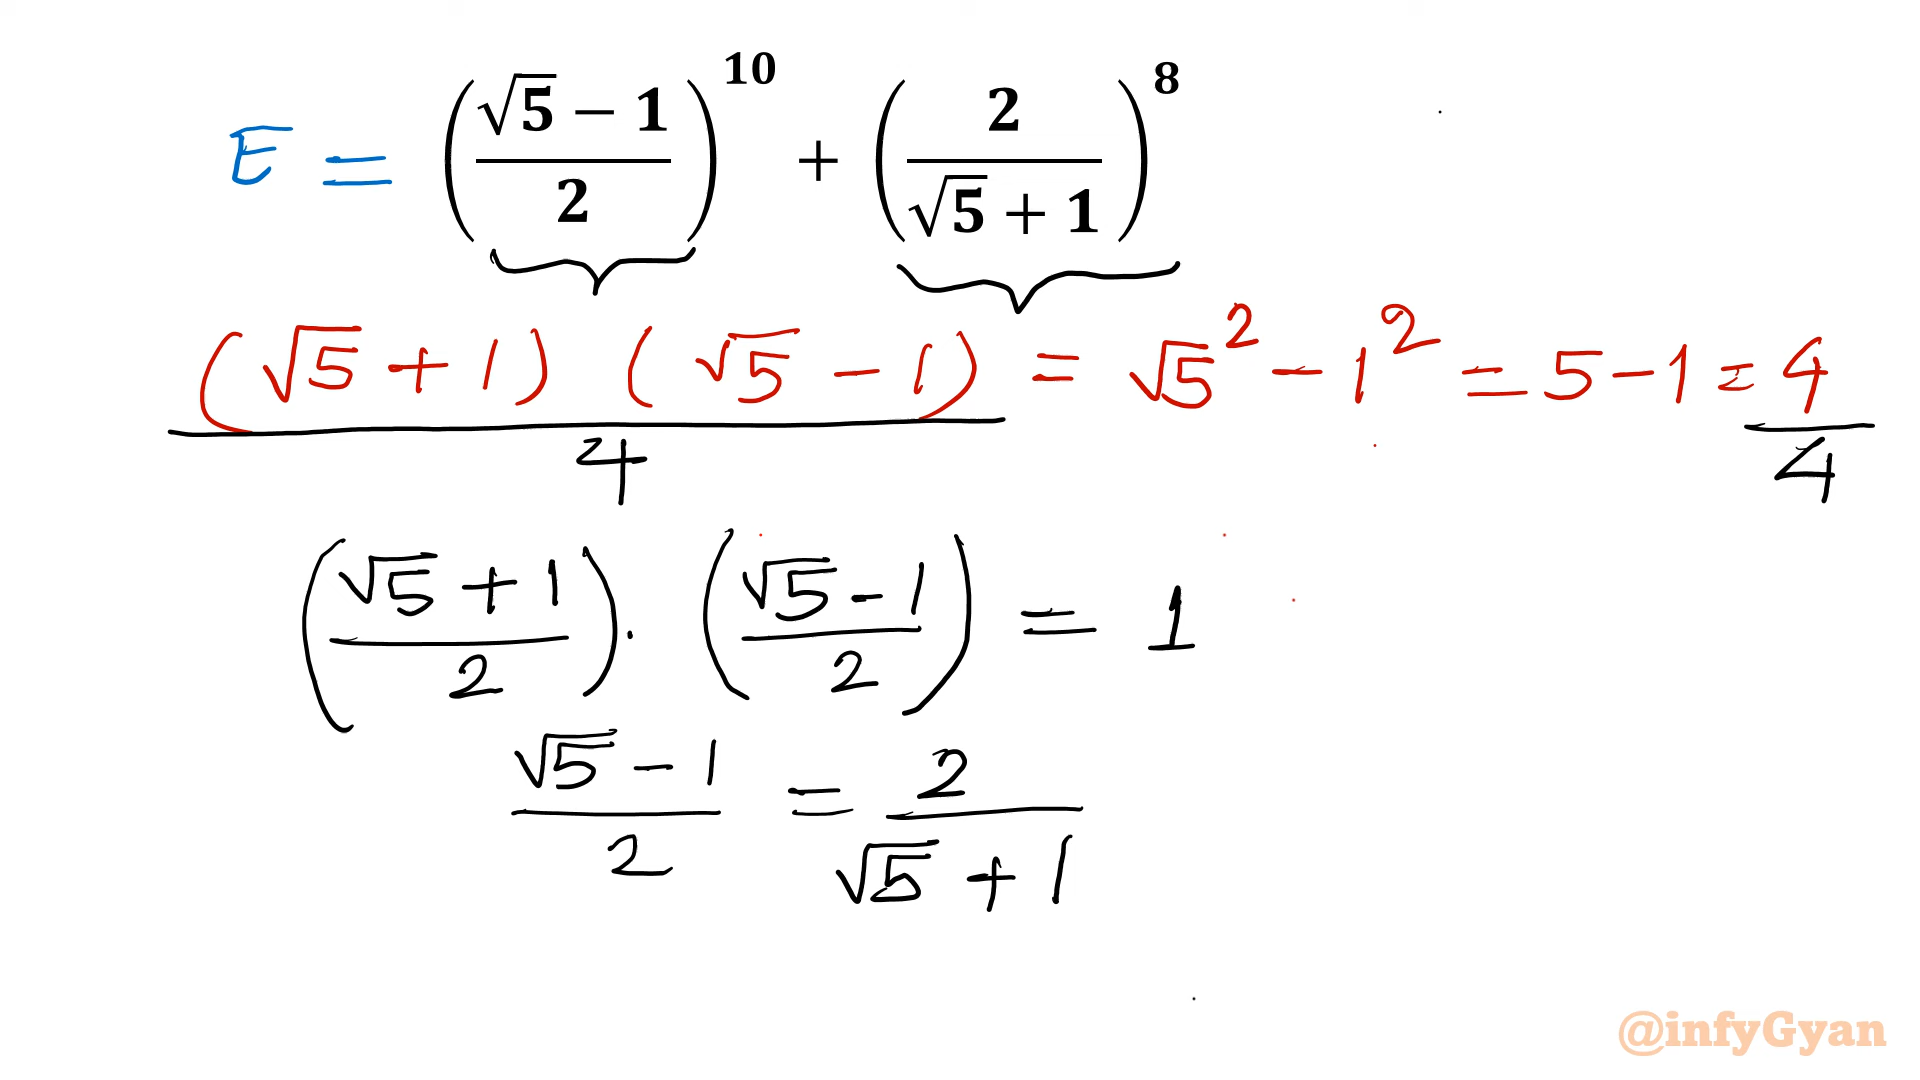 E = ((√5 − 1)/2)^10 + (2/(√5 + 1))^8
(√5 + 1)(√5 − 1)/4 = √5² − 1² = 5 − 1 = 4/4
((√5 + 1)/2) · ((√5 − 1)/2) = 1
(√5 − 1)/2 = 2/(√5 + 1)
@infyGyan